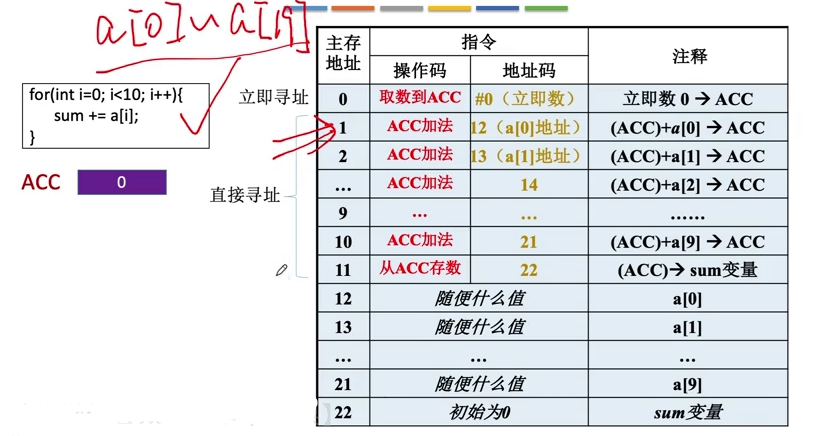 a[0]~a[9]
for(int i=0; i<10; i++){
sum += a[i];
}
ACC 0
立即寻址
直接寻址
主存地址 指令 注释
操作码 地址码
0 取数到ACC #0（立即数） 立即数 0 → ACC
1 ACC加法 12（a[0]地址） (ACC)+a[0] → ACC
2 ACC加法 13（a[1]地址） (ACC)+a[1] → ACC
… ACC加法 14 (ACC)+a[2] → ACC
9 … … ……
10 ACC加法 21 (ACC)+a[9] → ACC
11 从ACC存数 22 (ACC)→ sum变量
12 随便什么值 a[0]
13 随便什么值 a[1]
… … …
21 随便什么值 a[9]
22 初始为0 sum变量